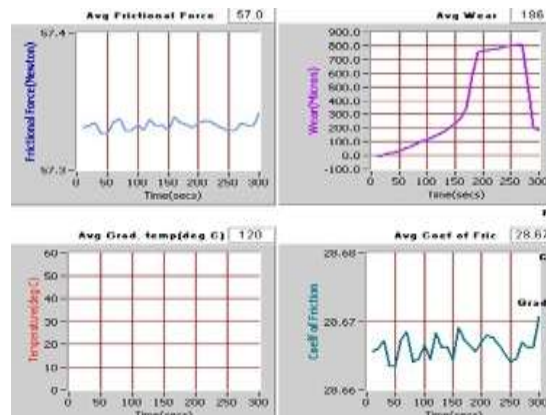 Avg Frictional Force 57.0
57.4
Frictional Force(Newton)
57.3
0 50 100 150 200 250 300
Time(secs)
Avg Wear 186
900.0
800.0
700.0
600.0
500.0
400.0
300.0
200.0
100.0
0.0
-100.0
Wear(Microns)
0 50 100 150 200 250 300
Time(secs)
Avg Grad. temp(deg C) 120
60
50
40
30
20
10
0
Temperature(deg C)
0 50 100 150 200 250 300
Time(secs)
Avg Coef of Fric 28.67
28.68
28.67
28.66
Coeff of Friction
0 50 100 150 200 250 300
Time(secs)
Grad